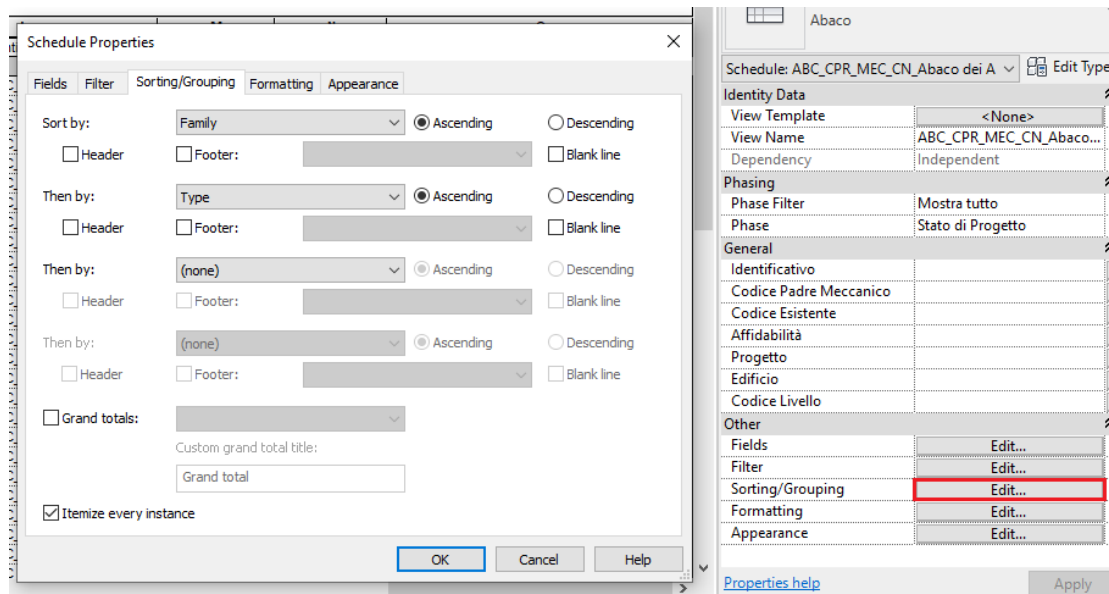 Schedule Properties
Fields Filter Sorting/Grouping Formatting Appearance
Sort by: Family Ascending Descending
Header Footer: Blank line
Then by: Type Ascending Descending
Header Footer: Blank line
Then by: (none) Ascending Descending
Header Footer: Blank line
Then by: (none) Ascending Descending
Header Footer: Blank line
Grand totals:
Custom grand total title:
Grand total
Itemize every instance
OK Cancel Help
Abaco
Schedule: ABC_CPR_MEC_CN_Abaco dei A Edit Type
Identity Data
View Template <None>
View Name ABC_CPR_MEC_CN_Abaco...
Dependency Independent
Phasing
Phase Filter Mostra tutto
Phase Stato di Progetto
General
Identificativo
Codice Padre Meccanico
Codice Esistente
Affidabilità
Progetto
Edificio
Codice Livello
Other
Fields Edit...
Filter Edit...
Sorting/Grouping Edit...
Formatting Edit...
Appearance Edit...
Properties help Apply